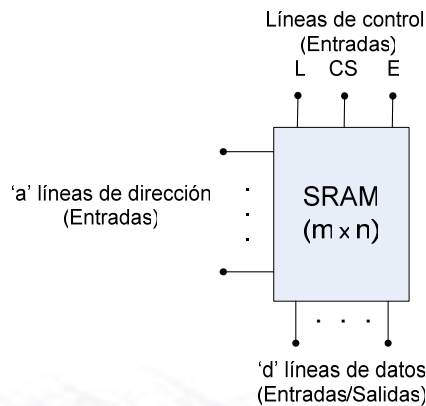 Líneas de control
(Entradas)
L CS E
'a' líneas de dirección
(Entradas)
SRAM
(m x n)
'd' líneas de datos
(Entradas/Salidas)